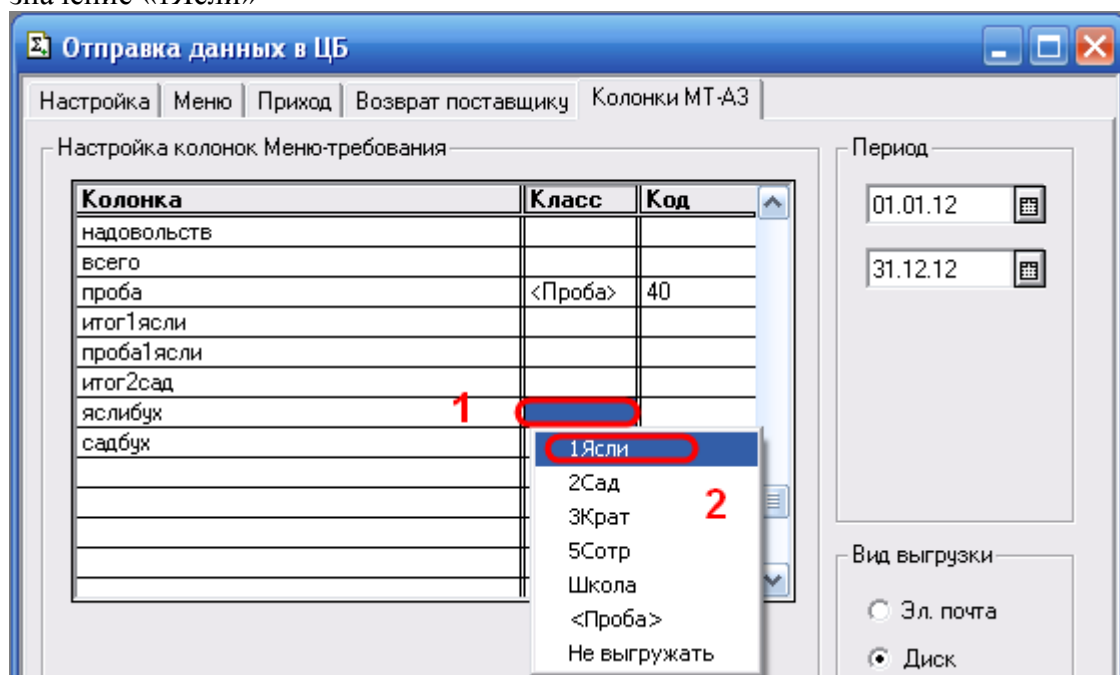 значение «1Ясли»
Отправка данных в ЦБ
Настройка Меню Приход Возврат поставщику Колонки МТ-АЗ
Настройка колонок Меню-требования
Колонка Класс Код
надовольств
всего
проба <Проба> 40
итог1ясли
проба1ясли
итог2сад
яслибух
садбух
1
1Ясли
2Сад
3Крат
5Сотр
Школа
<Проба>
Не выгружать
2
Период
01.01.12
31.12.12
Вид выгрузки
Эл. почта
Диск